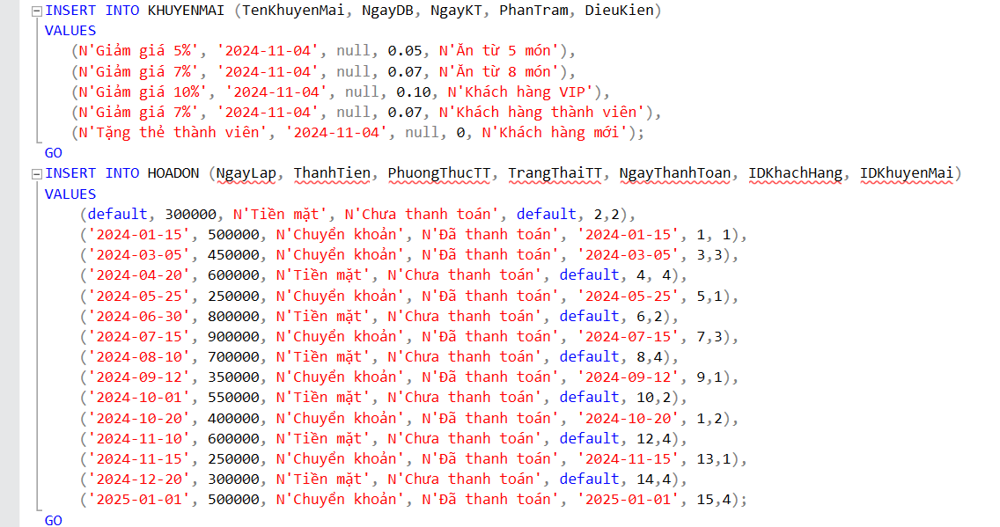 INSERT INTO KHUYENMAI (TenKhuyenMai, NgayDB, NgayKT, PhanTram, DieuKien)
VALUES
(N'Giảm giá 5%', '2024-11-04', null, 0.05, N'Ăn từ 5 món'),
(N'Giảm giá 7%', '2024-11-04', null, 0.07, N'Ăn từ 8 món'),
(N'Giảm giá 10%', '2024-11-04', null, 0.10, N'Khách hàng VIP'),
(N'Giảm giá 7%', '2024-11-04', null, 0.07, N'Khách hàng thành viên'),
(N'Tặng thẻ thành viên', '2024-11-04', null, 0, N'Khách hàng mới');
GO
INSERT INTO HOADON (NgayLap, ThanhTien, PhuongThucTT, TrangThaiTT, NgayThanhToan, IDKhachHang, IDKhuyenMai)
VALUES
(default, 300000, N'Tiền mặt', N'Chưa thanh toán', default, 2,2),
('2024-01-15', 500000, N'Chuyển khoản', N'Đã thanh toán', '2024-01-15', 1, 1),
('2024-03-05', 450000, N'Chuyển khoản', N'Đã thanh toán', '2024-03-05', 3,3),
('2024-04-20', 600000, N'Tiền mặt', N'Chưa thanh toán', default, 4, 4),
('2024-05-25', 250000, N'Chuyển khoản', N'Đã thanh toán', '2024-05-25', 5,1),
('2024-06-30', 800000, N'Tiền mặt', N'Chưa thanh toán', default, 6,2),
('2024-07-15', 900000, N'Chuyển khoản', N'Đã thanh toán', '2024-07-15', 7,3),
('2024-08-10', 700000, N'Tiền mặt', N'Chưa thanh toán', default, 8,4),
('2024-09-12', 350000, N'Chuyển khoản', N'Đã thanh toán', '2024-09-12', 9,1),
('2024-10-01', 550000, N'Tiền mặt', N'Chưa thanh toán', default, 10,2),
('2024-10-20', 400000, N'Chuyển khoản', N'Đã thanh toán', '2024-10-20', 1,2),
('2024-11-10', 600000, N'Tiền mặt', N'Chưa thanh toán', default, 12,4),
('2024-11-15', 250000, N'Chuyển khoản', N'Đã thanh toán', '2024-11-15', 13,1),
('2024-12-20', 300000, N'Tiền mặt', N'Chưa thanh toán', default, 14,4),
('2025-01-01', 500000, N'Chuyển khoản', N'Đã thanh toán', '2025-01-01', 15,4);
GO